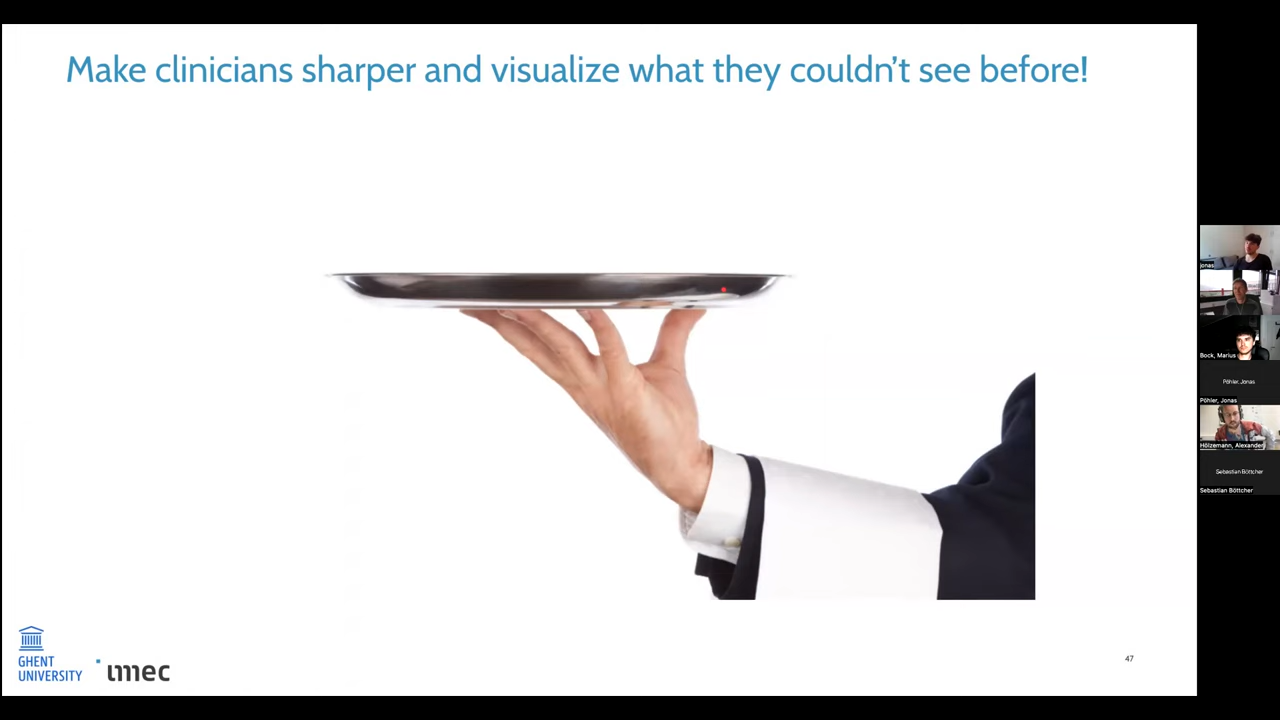 Make clinicians sharper and visualize what they couldn't see before!
jonas
Bock, Marius
Pöhler, Jonas
Pöhler, Jonas
Hölzemann, Alexander
Sebastian Böttcher
Sebastian Böttcher
GHENT
UNIVERSITY
imec
47